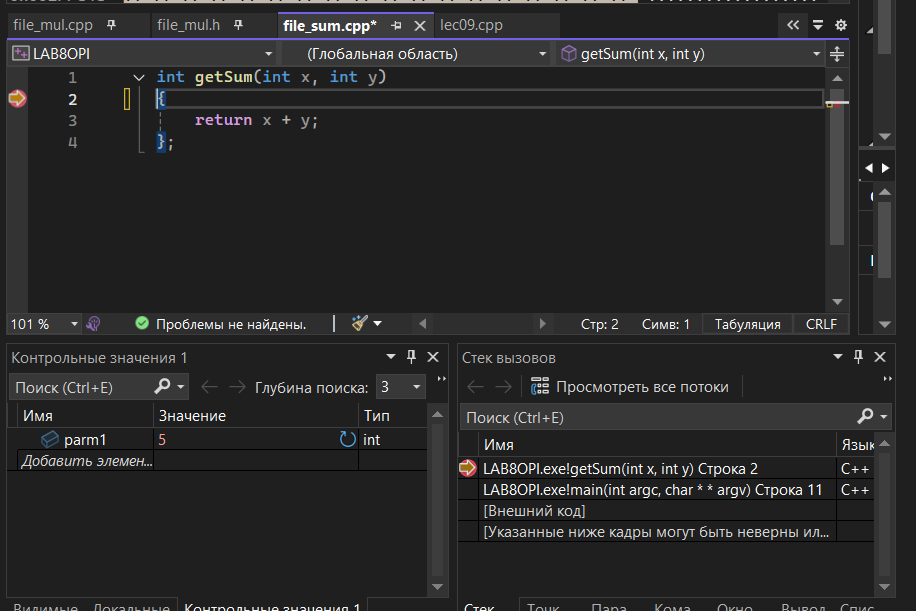 file_mul.cpp file_mul.h file_sum.cpp* lec09.cpp
LAB8OPI (Глобальная область) getSum(int x, int y)
1 int getSum(int x, int y)
2 {
3 return x + y;
4 };
101 % Проблемы не найдены. Стр: 2 Симв: 1 Табуляция CRLF
Контрольные значения 1
Поиск (Ctrl+E) Глубина поиска: 3
Имя Значение Тип
parm1 5 int
Добавить элемен...
Стек вызовов
Просмотреть все потоки
Поиск (Ctrl+E)
Имя Язык
LAB8OPI.exe!getSum(int x, int y) Строка 2 C++
LAB8OPI.exe!main(int argc, char * * argv) Строка 11 C++
[Внешний код]
[Указанные ниже кадры могут быть неверны ил...
Видимые Локальные Контрольные значения 1
Стек Точк Пара Кома Окно Вывод Спис